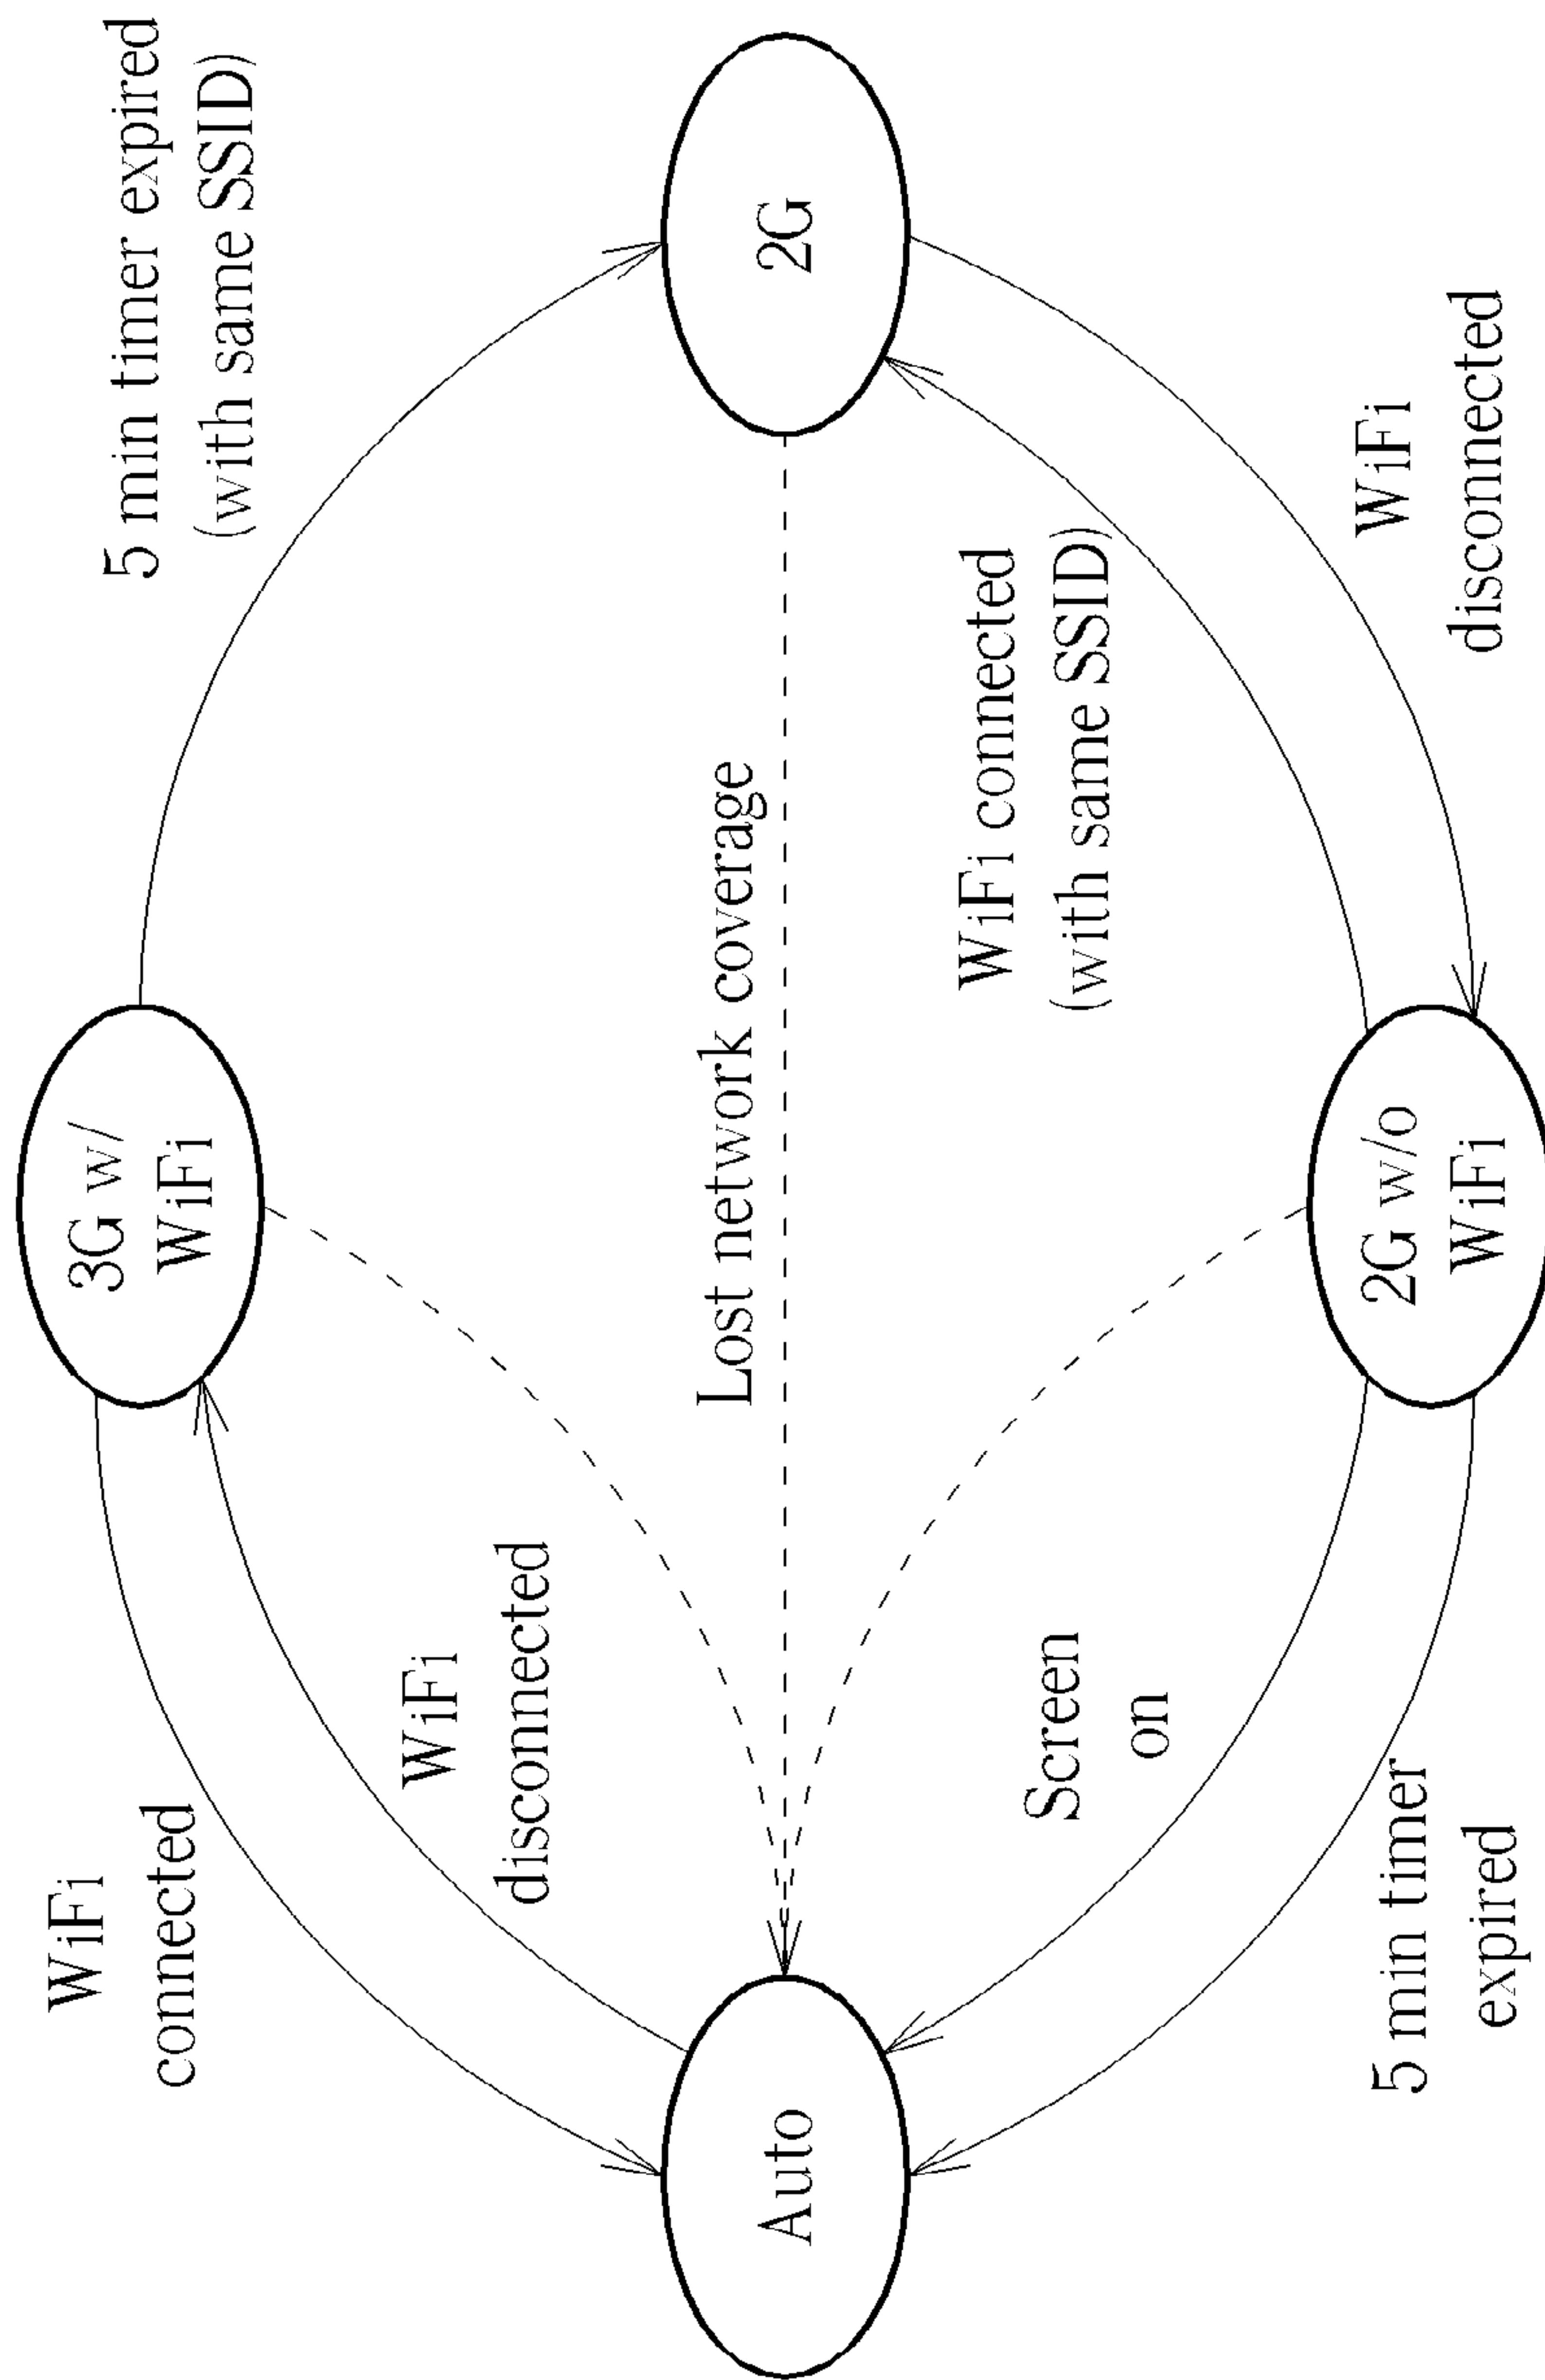 WiFi
connected
3G w/
WiFi
5 min timer expired
(with same SSID)
WiFi
disconnected
Auto
Lost network coverage
2G
Screen
on
WiFi connected
(with same SSID)
5 min timer
expired
2G w/o
WiFi
WiFi
disconnected